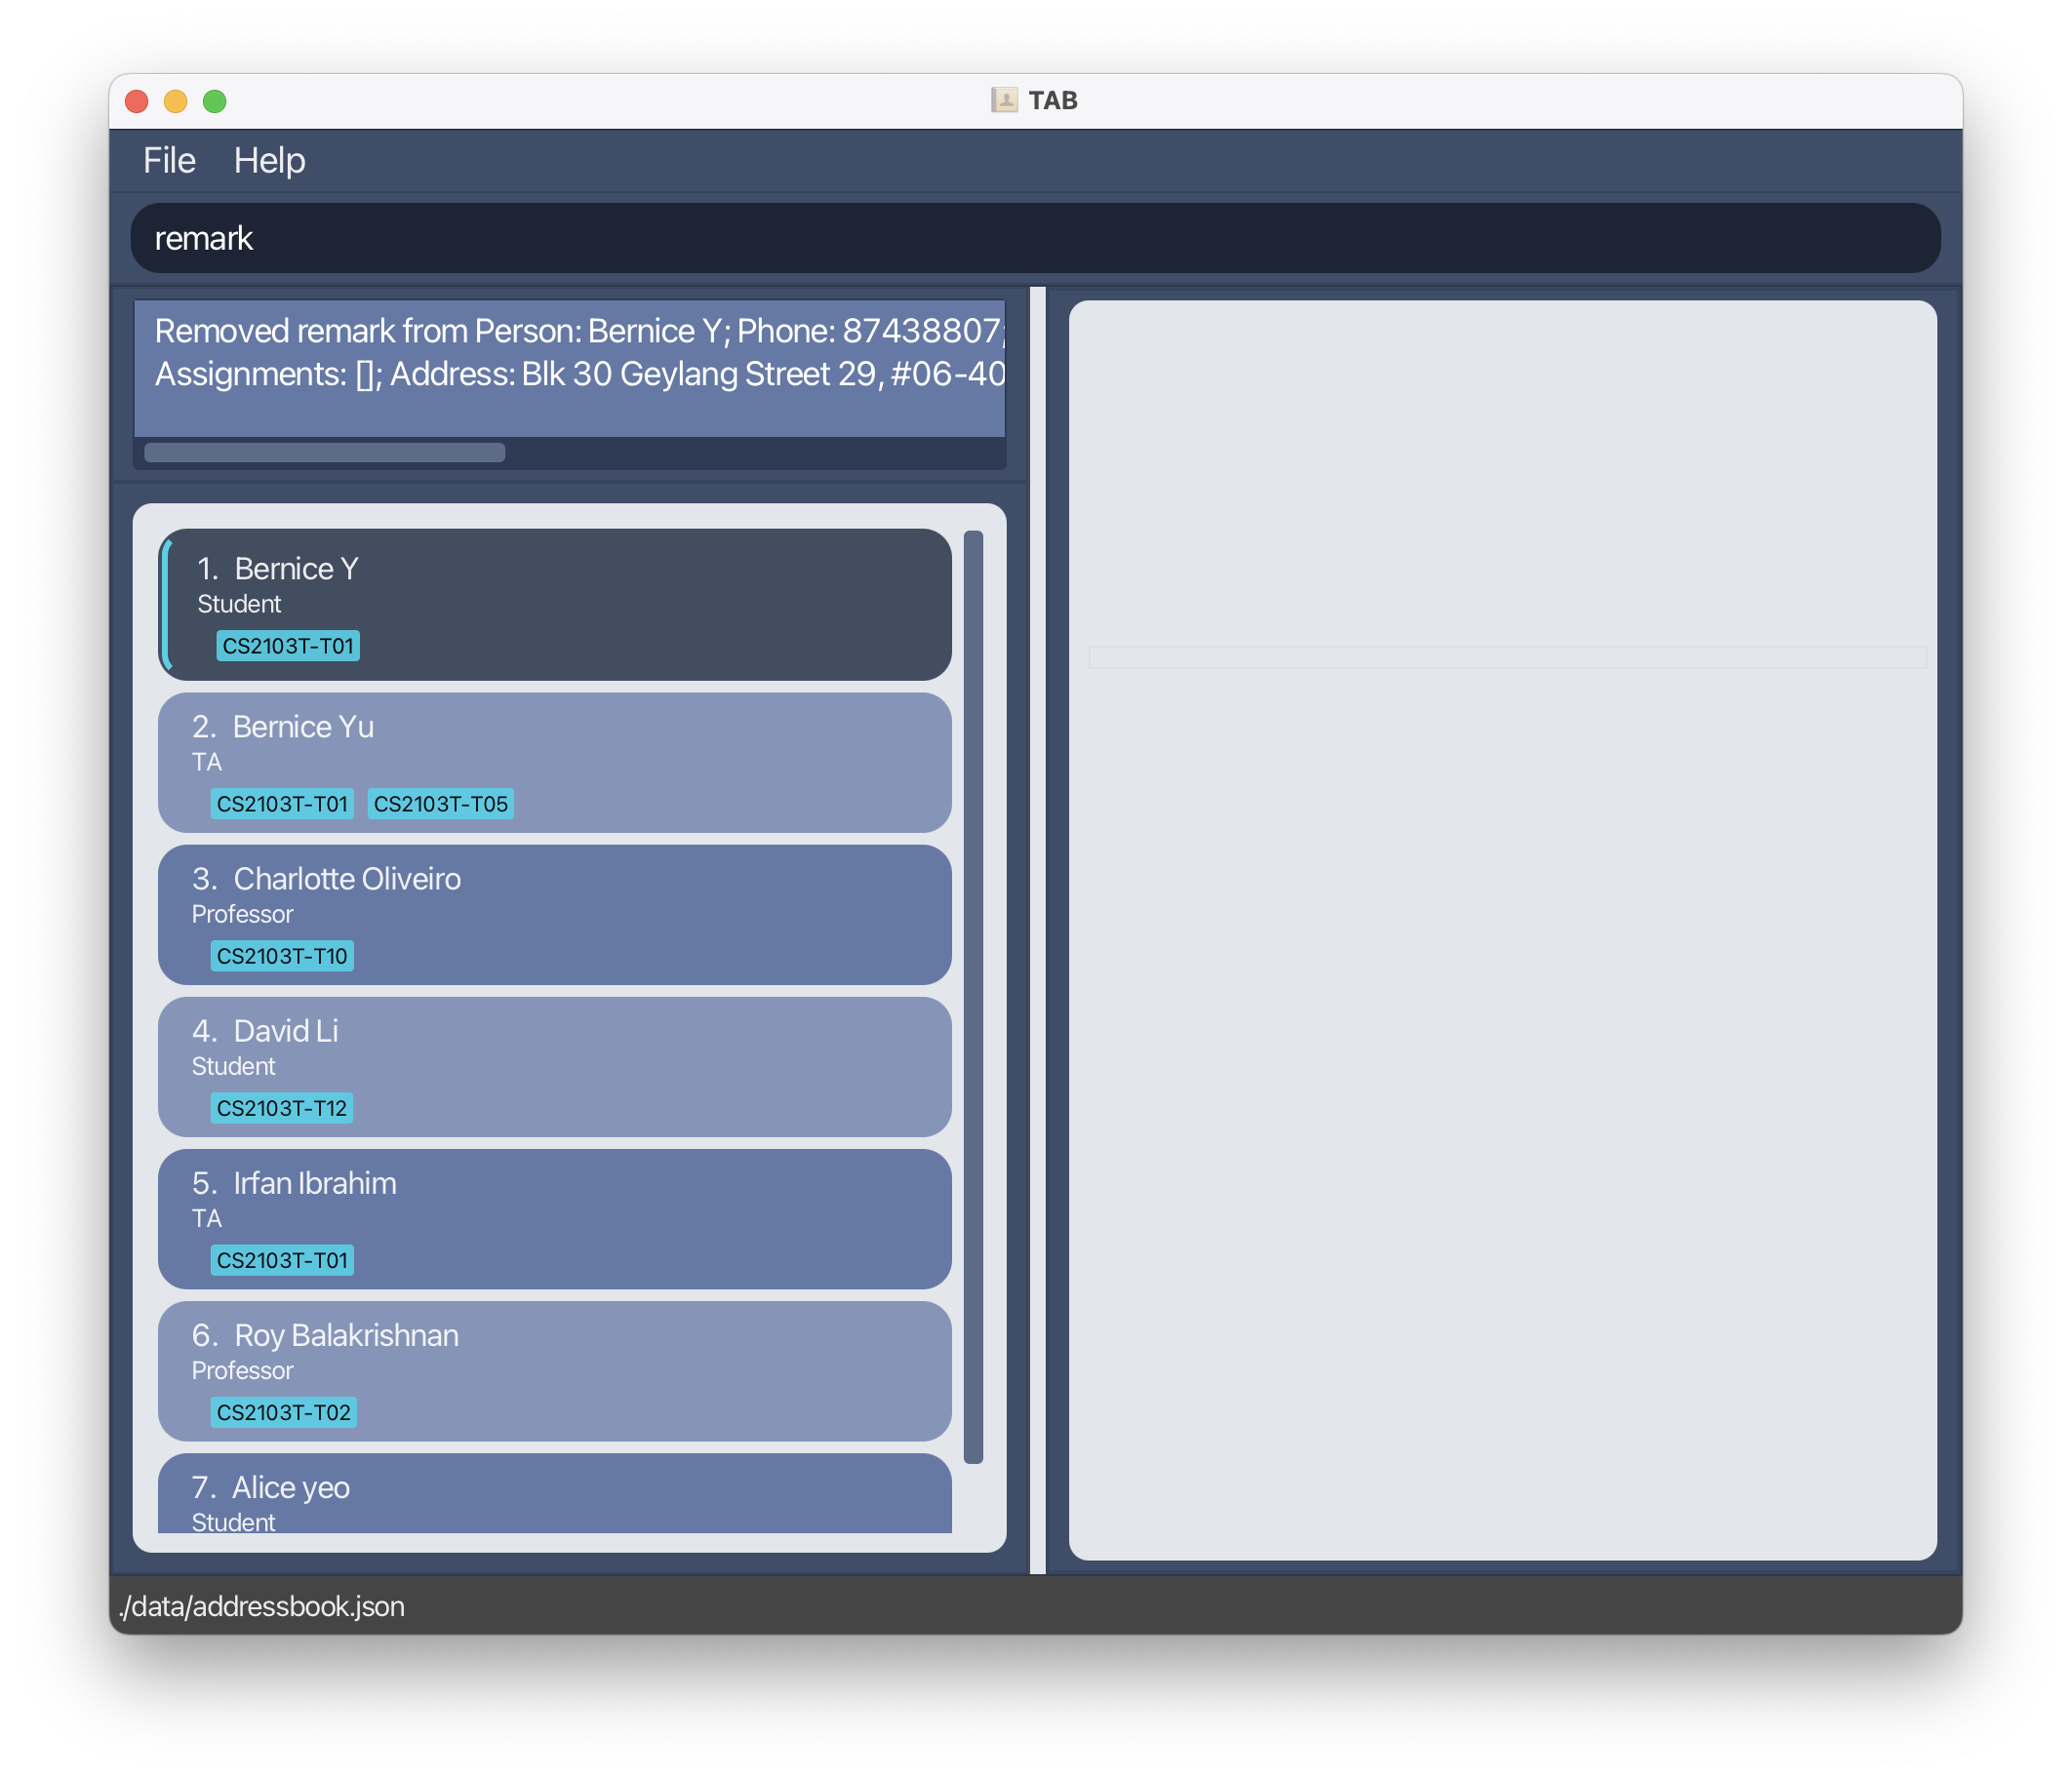 TAB
File Help
remark
Removed remark from Person: Bernice Y; Phone: 87438807;
Assignments: []; Address: Blk 30 Geylang Street 29, #06-40
1. Bernice Y
Student
CS2103T-T01
2. Bernice Yu
TA
CS2103T-T01 CS2103T-T05
3. Charlotte Oliveiro
Professor
CS2103T-T10
4. David Li
Student
CS2103T-T12
5. Irfan Ibrahim
TA
CS2103T-T01
6. Roy Balakrishnan
Professor
CS2103T-T02
7. Alice yeo
Student
./data/addressbook.json